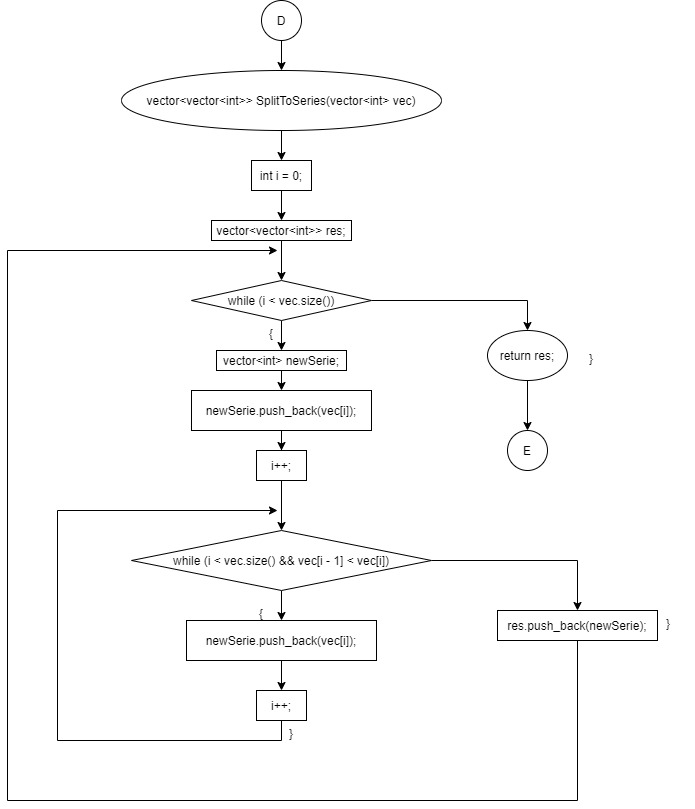 D
vector<vector<int>> SplitToSeries(vector<int> vec)
int i = 0;
vector<vector<int>> res;
while (i < vec.size())
{
vector<int> newSerie;
return res;
}
newSerie.push_back(vec[i]);
E
i++;
while (i < vec.size() && vec[i - 1] < vec[i])
{
newSerie.push_back(vec[i]);
res.push_back(newSerie);
}
i++;
}